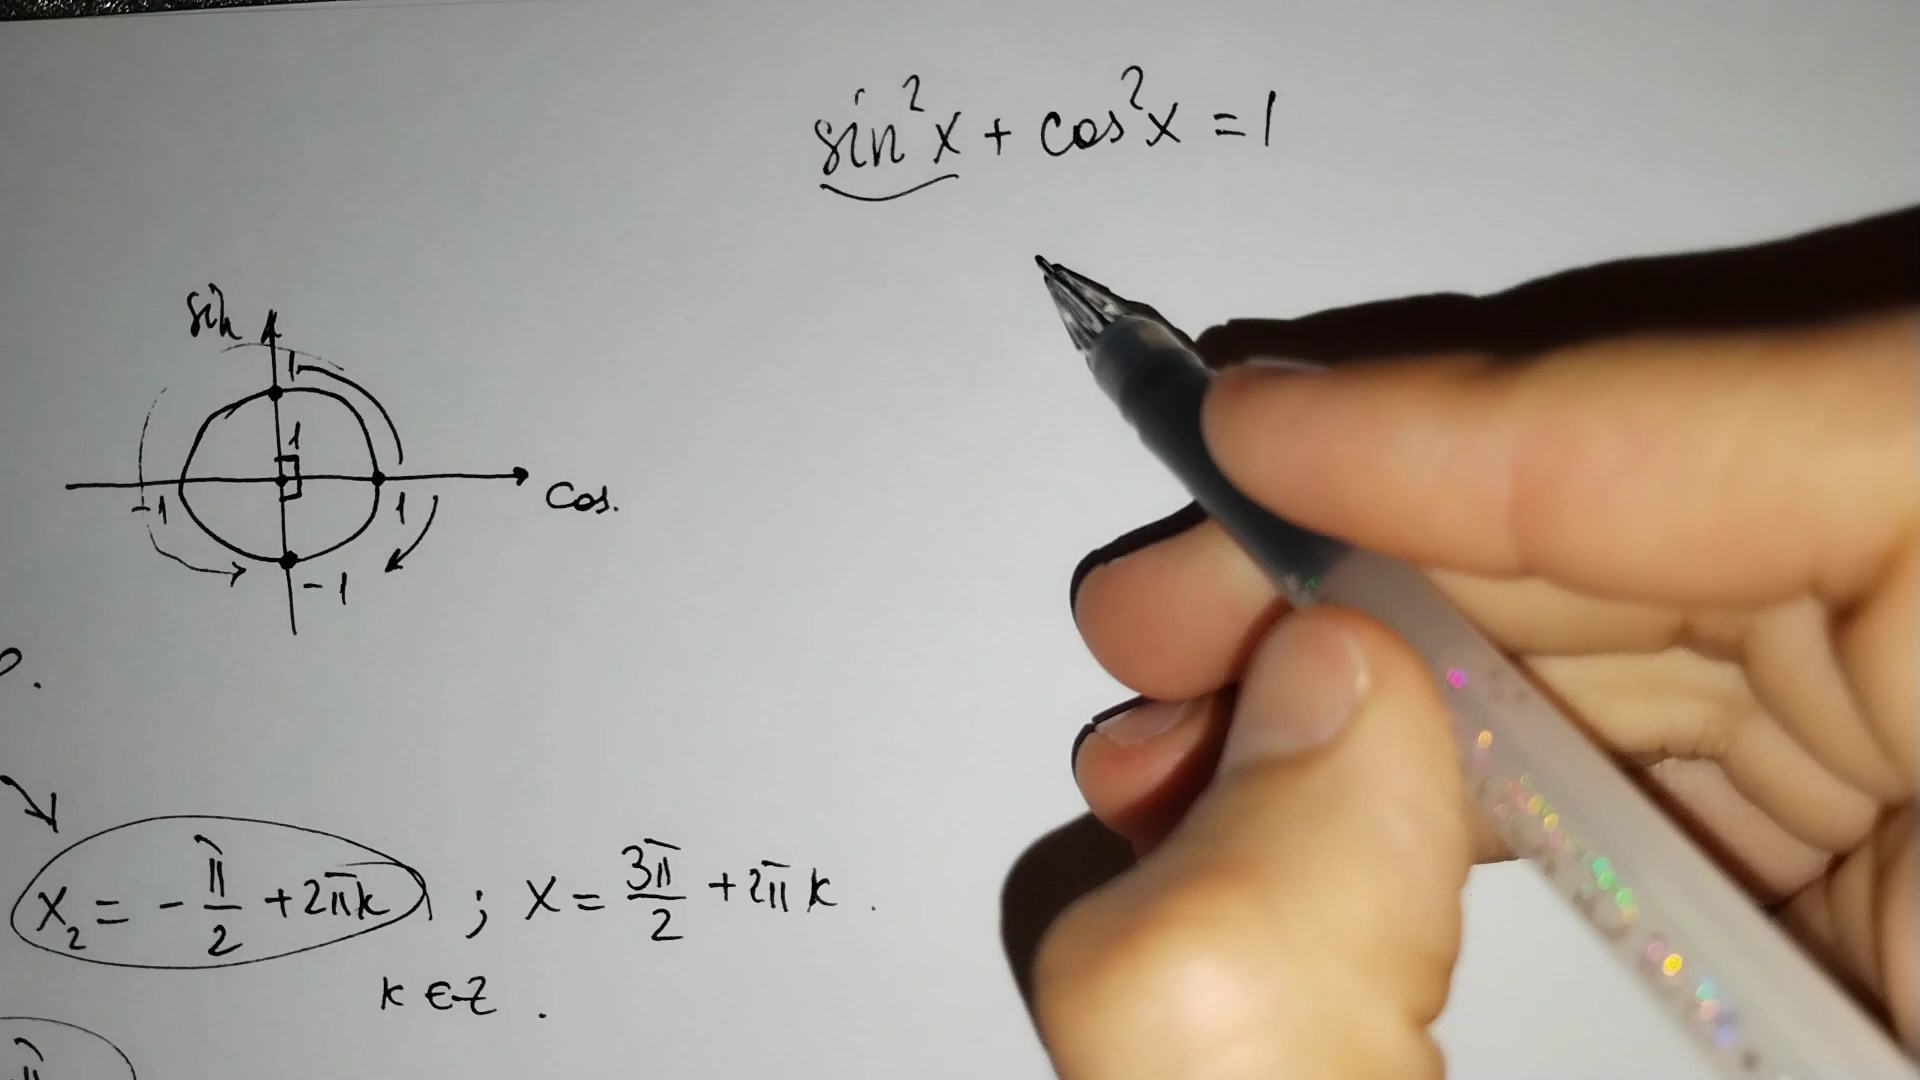 sin²x + cos²x = 1
sin
1
1
-1
1
cos.
-1
x₂ = - π/2 + 2πk ; x = 3π/2 + 2πk .
k ∈ Z .
π